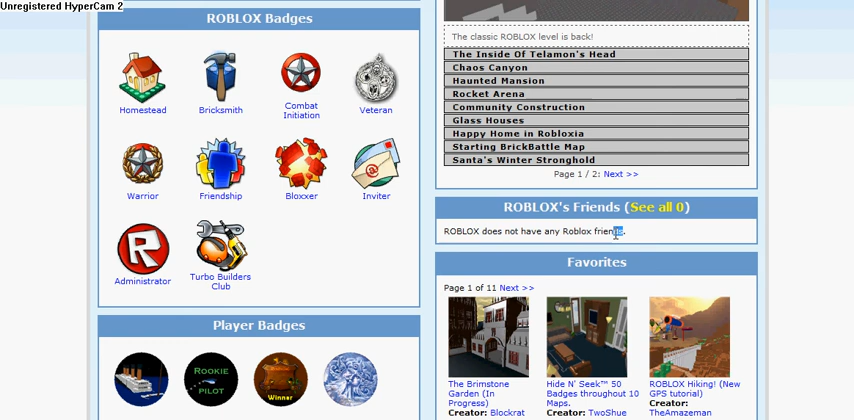 Unregistered HyperCam 2
ROBLOX Badges
Homestead
Bricksmith
Combat
Initiation
Veteran
Warrior
Friendship
Bloxxer
Inviter
Administrator
Turbo Builders
Club
Player Badges
ROOKIE
PILOT
Winner
The classic ROBLOX level is back!
The Inside Of Telamon's Head
Chaos Canyon
Haunted Mansion
Rocket Arena
Community Construction
Glass Houses
Happy Home in Robloxia
Starting BrickBattle Map
Santa's Winter Stronghold
Page 1 / 2: Next >>
ROBLOX's Friends (See all 0)
ROBLOX does not have any Roblox friends.
Favorites
Page 1 of 11 Next >>
The Brimstone
Garden (In
Progress)
Creator: Blockrat
Hide N' Seek™ 50
Badges throughout 10
Maps.
Creator: TwoShue
ROBLOX Hiking! (New
GPS tutorial)
Creator:
TheAmazeman